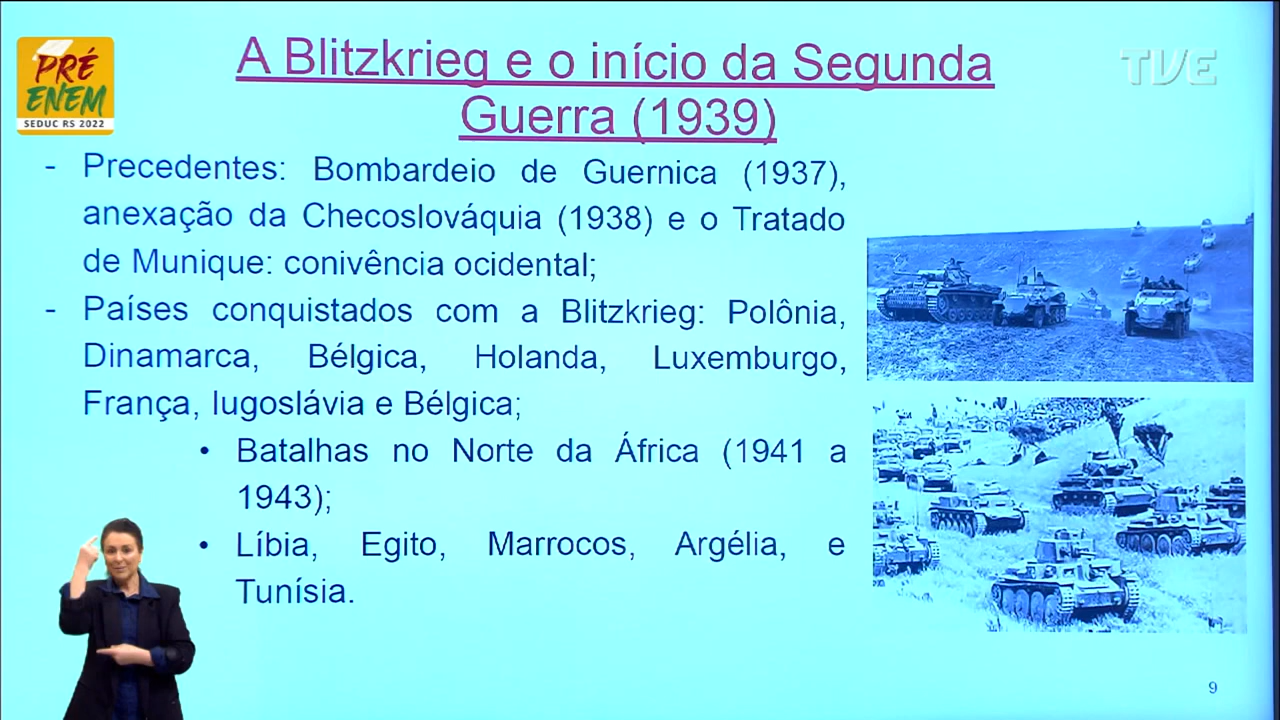 PRÉ
ENEM
SEDUC RS 2022
TVE
A Blitzkrieg e o início da Segunda
Guerra (1939)
- Precedentes: Bombardeio de Guernica (1937),
anexação da Checoslováquia (1938) e o Tratado
de Munique: conivência ocidental;
- Países conquistados com a Blitzkrieg: Polônia,
Dinamarca, Bélgica, Holanda, Luxemburgo,
França, Iugoslávia e Bélgica;
• Batalhas no Norte da África (1941 a
1943);
• Líbia, Egito, Marrocos, Argélia, e
Tunísia.
9